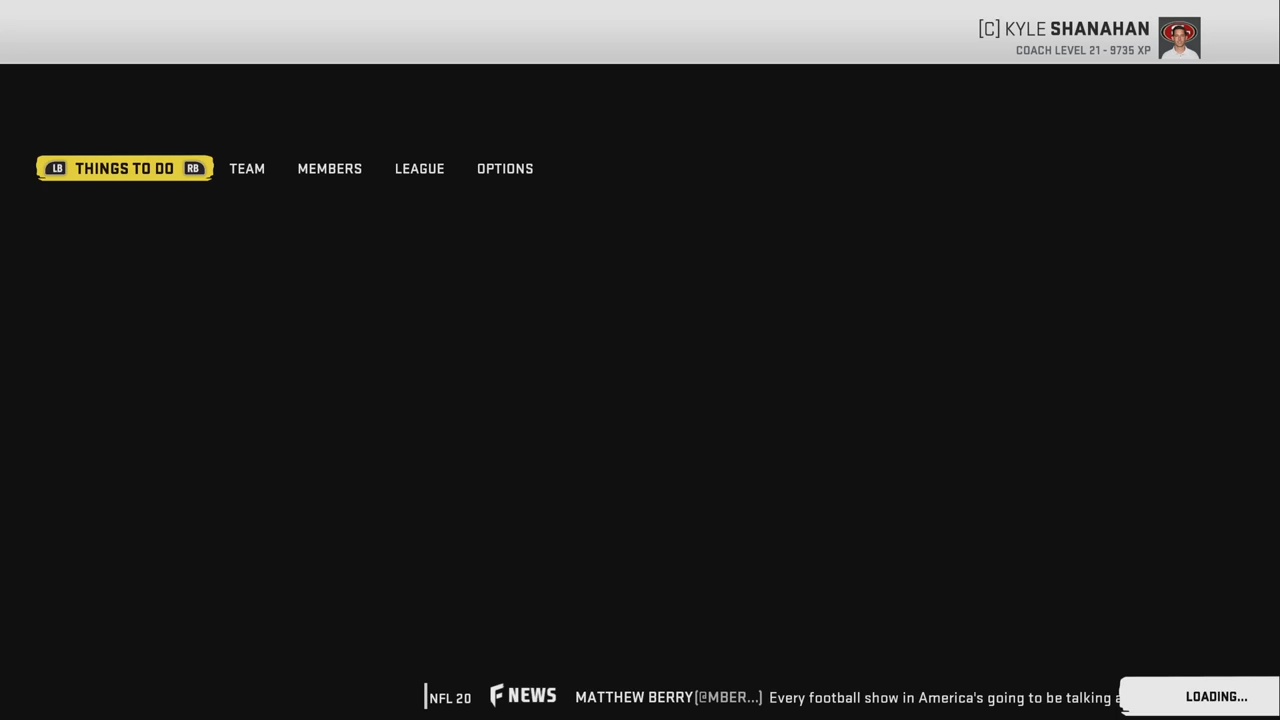 [C] KYLE SHANAHAN
COACH LEVEL 21 - 9735 XP
LB THINGS TO DO RB TEAM MEMBERS LEAGUE OPTIONS
NFL 20 F NEWS MATTHEW BERRY(@MBER...) Every football show in America's going to be talking LOADING...